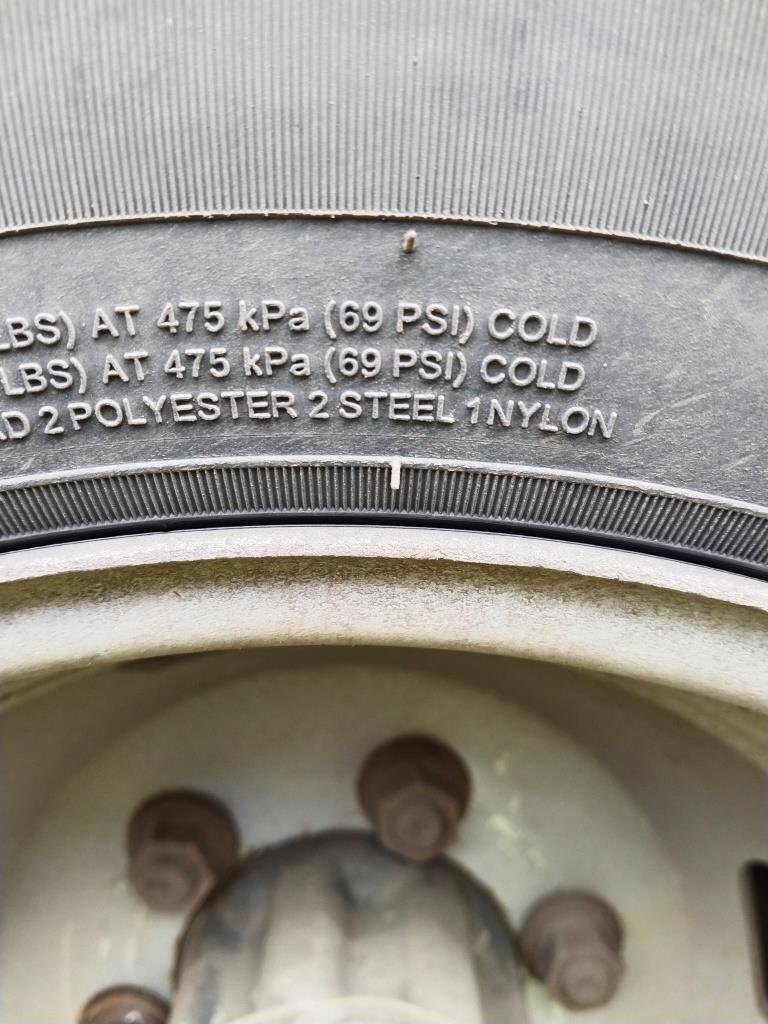 LBS) AT 475 kPa (69 PSI) COLD
LBS) AT 475 kPa (69 PSI) COLD
2 POLYESTER 2 STEEL 1 NYLON